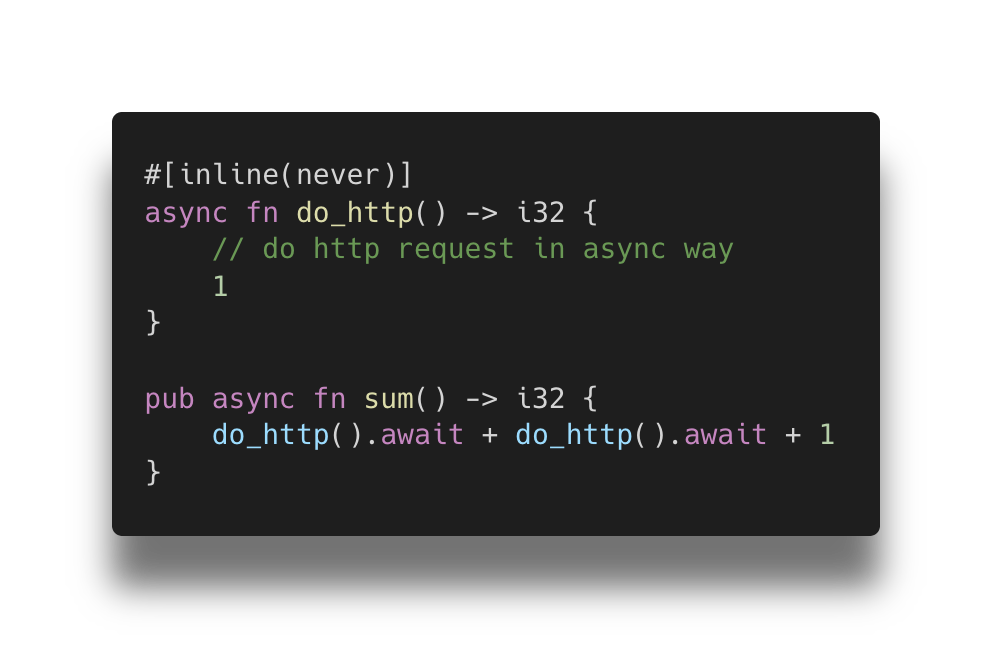 #[inline(never)]
async fn do_http() -> i32 {
    // do http request in async way
    1
}

pub async fn sum() -> i32 {
    do_http().await + do_http().await + 1
}